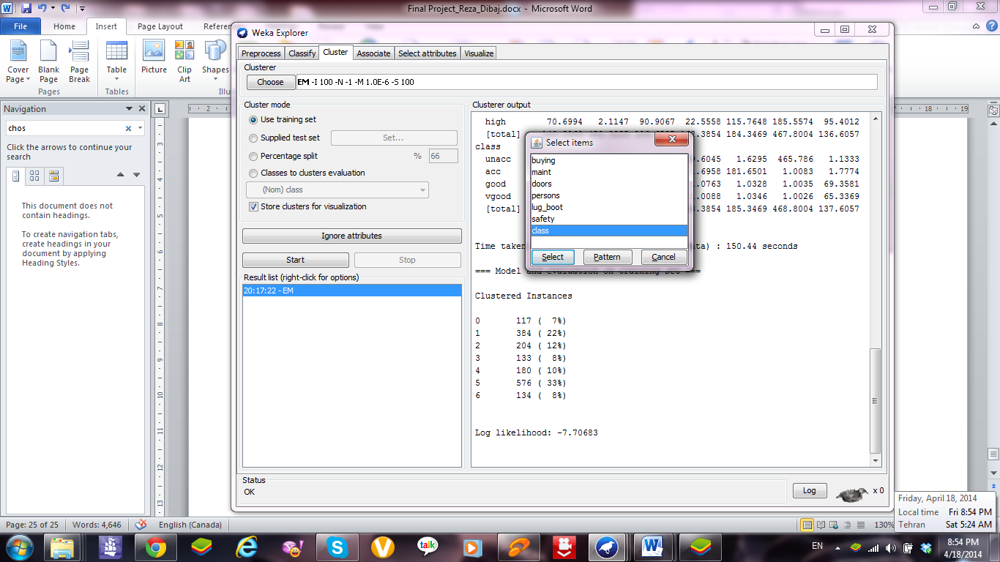 Final Project_Reza_Dibaj.docx - Microsoft Word
File Home Insert Page Layout
Cover Page Blank Page Page Break Table Picture Clip Art Shapes
Pages Tables
Navigation
chos
Click the arrows to continue your
search
This document does not
contain headings.
To create navigation tabs,
create headings in your
document by applying
Heading Styles.
Weka Explorer
Preprocess Classify Cluster Associate Select attributes Visualize
Clusterer
Choose EM -I 100 -N -1 -M 1.0E-6 -S 100
Cluster mode
Use training set
Supplied test set Set...
Percentage split % 66
Classes to clusters evaluation
(Nom) class
Store clusters for visualization
Ignore attributes
Start Stop
Result list (right-click for options)
20:17:22 - EM
Clusterer output
high 70.6994 2.1147 90.9067 22.5558 115.7648 185.5574 95.4012
[total] .3854 184.3469 467.8004 136.6057
class
unacc .6045 1.6295 465.786 1.1333
acc .6958 181.6501 1.0083 1.7774
good .0763 1.0328 1.0035 69.3581
vgood .0088 1.0346 1.0026 65.3369
[total] .3854 185.3469 468.8004 137.6057
Time taken : 150.44 seconds
=== Model and evaluation on training set ===
Clustered Instances
0 117 ( 7%)
1 384 ( 22%)
2 204 ( 12%)
3 133 ( 8%)
4 180 ( 10%)
5 576 ( 33%)
6 134 ( 8%)
Log likelihood: -7.70683
Select items
buying
maint
doors
persons
lug_boot
safety
class
Select Pattern Cancel
Status
OK
Log x 0
Friday, April 18, 2014
Local time Fri 8:54 PM
Tehran Sat 5:24 AM
Page: 25 of 25 Words: 4,646 English (Canada) 130%
talk
EN
8:54 PM
4/18/2014